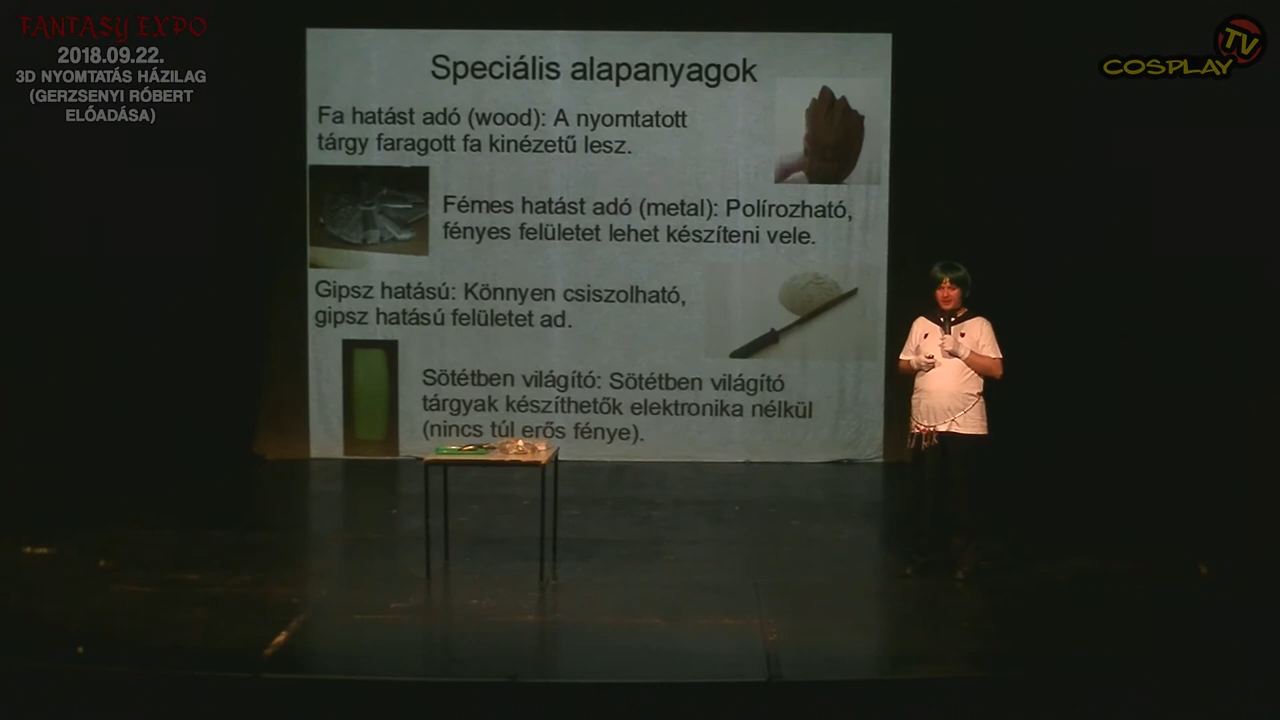 FANTASY EXPO
2018.09.22.
3D NYOMTATÁS HÁZILAG
(GERZSENYI RÓBERT
ELŐADÁSA)
COSPLAY TV
Speciális alapanyagok
Fa hatást adó (wood): A nyomtatott
tárgy faragott fa kinézetű lesz.
Fémes hatást adó (metal): Polírozható,
fényes felületet lehet készíteni vele.
Gipsz hatású: Könnyen csiszolható,
gipsz hatású felületet ad.
Sötétben világító: Sötétben világító
tárgyak készíthetők elektronika nélkül
(nincs túl erős fénye).